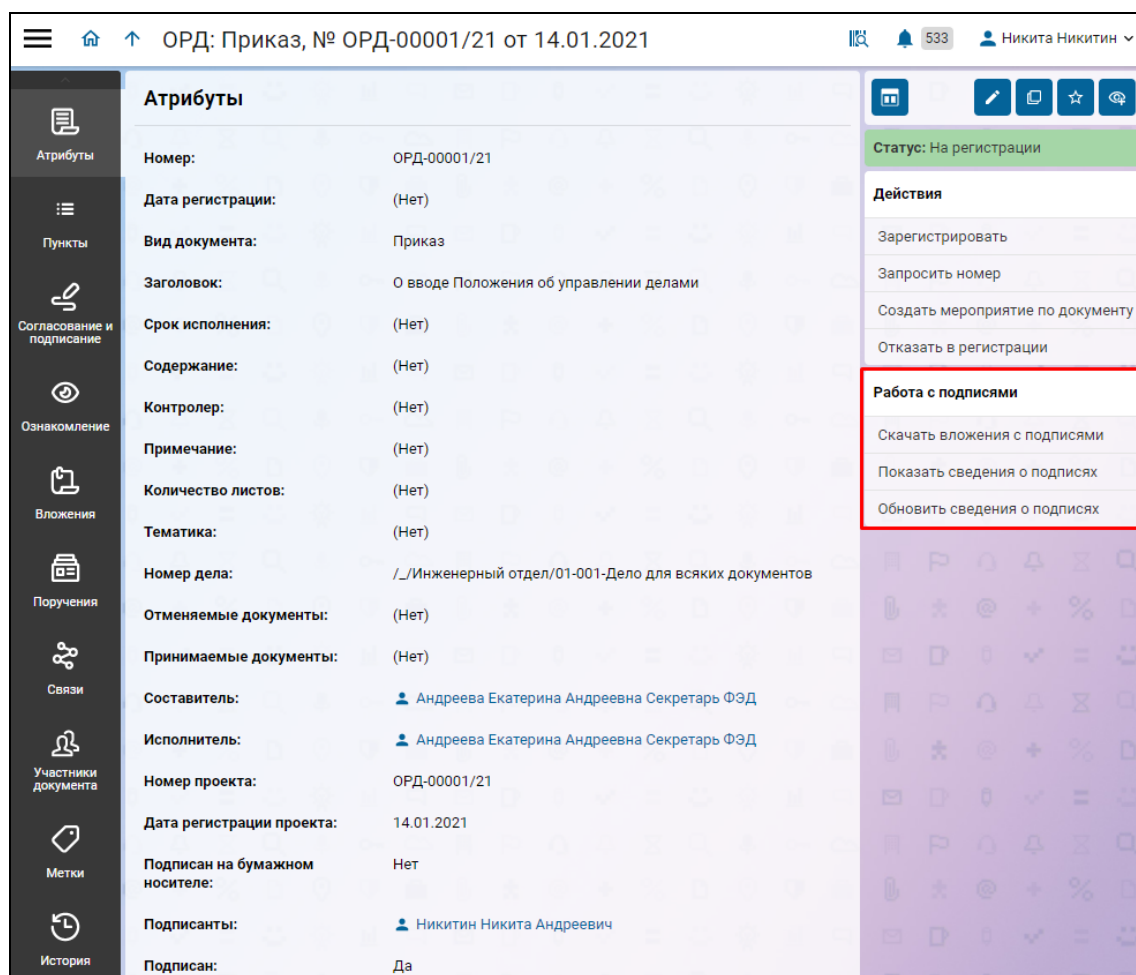 ОРД: Приказ, № ОРД-00001/21 от 14.01.2021
533
Никита Никитин
Атрибуты
Пункты
Согласование и
подписание
Ознакомление
Вложения
Поручения
Связи
Участники
документа
Метки
История
Атрибуты
Номер: ОРД-00001/21
Дата регистрации: (Нет)
Вид документа: Приказ
Заголовок: О вводе Положения об управлении делами
Срок исполнения: (Нет)
Содержание: (Нет)
Контролер: (Нет)
Примечание: (Нет)
Количество листов: (Нет)
Тематика: (Нет)
Номер дела: /_/Инженерный отдел/01-001-Дело для всяких документов
Отменяемые документы: (Нет)
Принимаемые документы: (Нет)
Составитель: Андреева Екатерина Андреевна Секретарь ФЭД
Исполнитель: Андреева Екатерина Андреевна Секретарь ФЭД
Номер проекта: ОРД-00001/21
Дата регистрации проекта: 14.01.2021
Подписан на бумажном Нет
носителе:
Подписанты: Никитин Никита Андреевич
Подписан: Да
Статус: На регистрации
Действия
Зарегистрировать
Запросить номер
Создать мероприятие по документу
Отказать в регистрации
Работа с подписями
Скачать вложения с подписями
Показать сведения о подписях
Обновить сведения о подписях